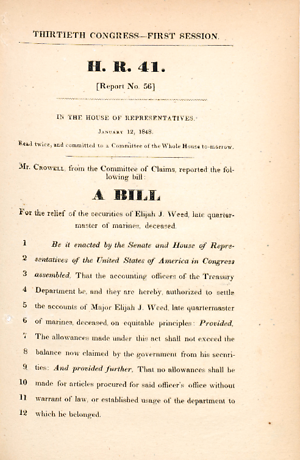 THIRTIETH CONGRESS—FIRST SESSION.
H. R. 41.
[Report No. 56]
IN THE HOUSE OF REPRESENTATIVES.
January 12, 1848.
Read twice, and committed to a Committee of the Whole House to-morrow.
Mr. Crowell, from the Committee of Claims, reported the fol-
lowing bill:
A BILL
For the relief of the securities of Elijah J. Weed, late quarter-
master of marines, deceased.
1 Be it enacted by the Senate and House of Repre-
2 sentatives of the United States of America in Congress
3 assembled, That the accounting officers of the Treasury
4 Department be, and they are hereby, authorized to settle
5 the accounts of Major Elijah J. Weed, late quartermaster
6 of marines, deceased, on equitable principles: Provided,
7 The allowances made under this act shall not exceed the
8 balance now claimed by the government from his securi-
9 ties: And provided further, That no allowances shall be
10 made for articles procured for said officer's office without
11 warrant of law, or established usage of the department to
12 which he belonged.